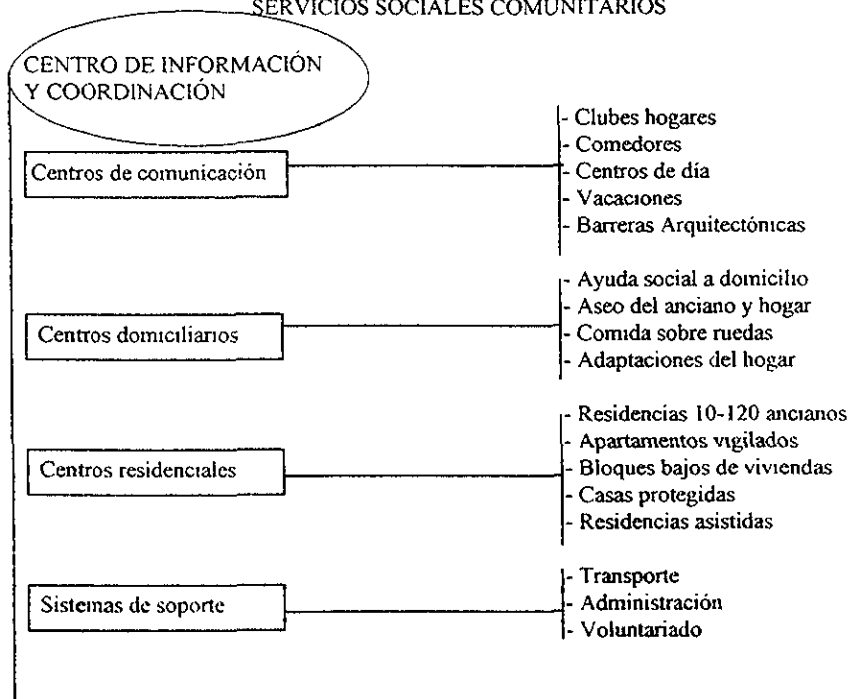 SERVICIOS SOCIALES COMUNITARIOS
CENTRO DE INFORMACIÓN
Y COORDINACIÓN
Centros de comunicación
- Clubes hogares
- Comedores
- Centros de día
- Vacaciones
- Barreras Arquitectónicas
Centros domiciliarios
- Ayuda social a domicilio
- Aseo del anciano y hogar
- Comida sobre ruedas
- Adaptaciones del hogar
Centros residenciales
- Residencias 10-120 ancianos
- Apartamentos vigilados
- Bloques bajos de viviendas
- Casas protegidas
- Residencias asistidas
Sistemas de soporte
- Transporte
- Administración
- Voluntariado